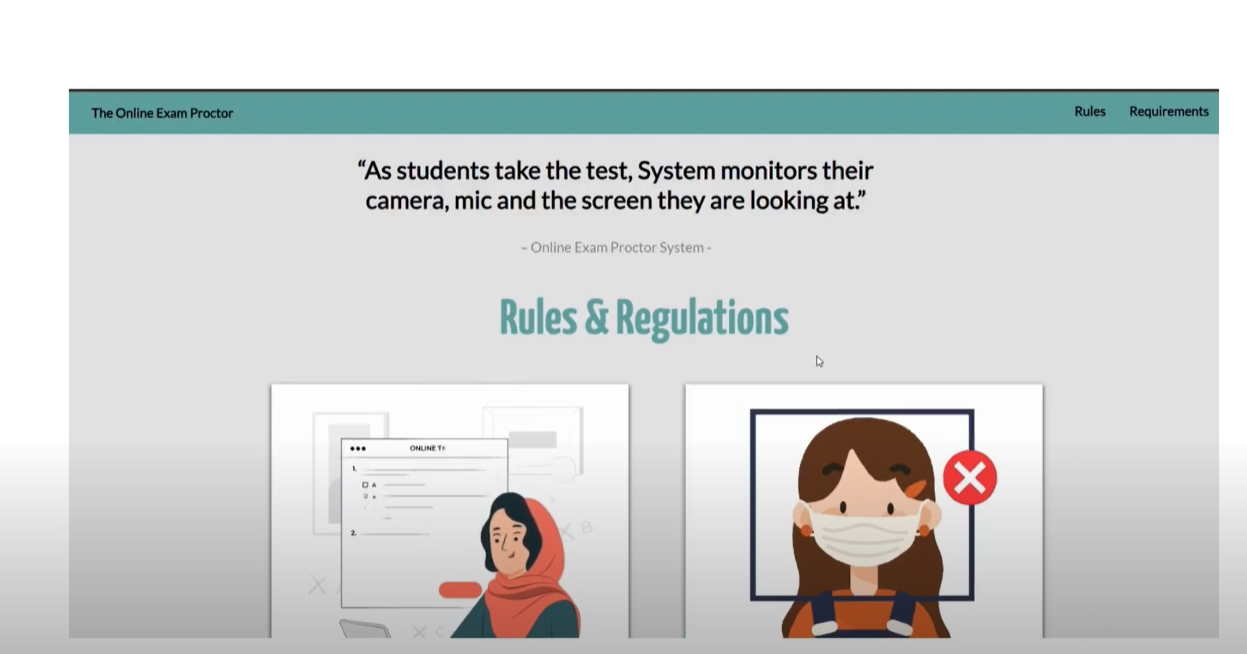 The Online Exam Proctor
Rules
Requirements
“As students take the test, System monitors their
camera, mic and the screen they are looking at.”
– Online Exam Proctor System -
Rules & Regulations
ONLINE
1.
A
2.
B
C